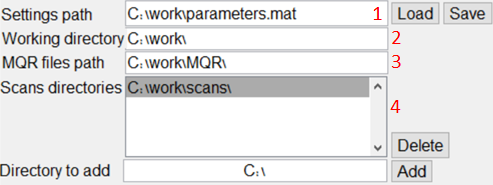 Settings path C:\work\parameters.mat 1 Load Save
Working directory C:\work\ 2
MQR files path C:\work\MQR\ 3
Scans directories C:\work\scans\
4
Delete
Directory to add C:\ Add